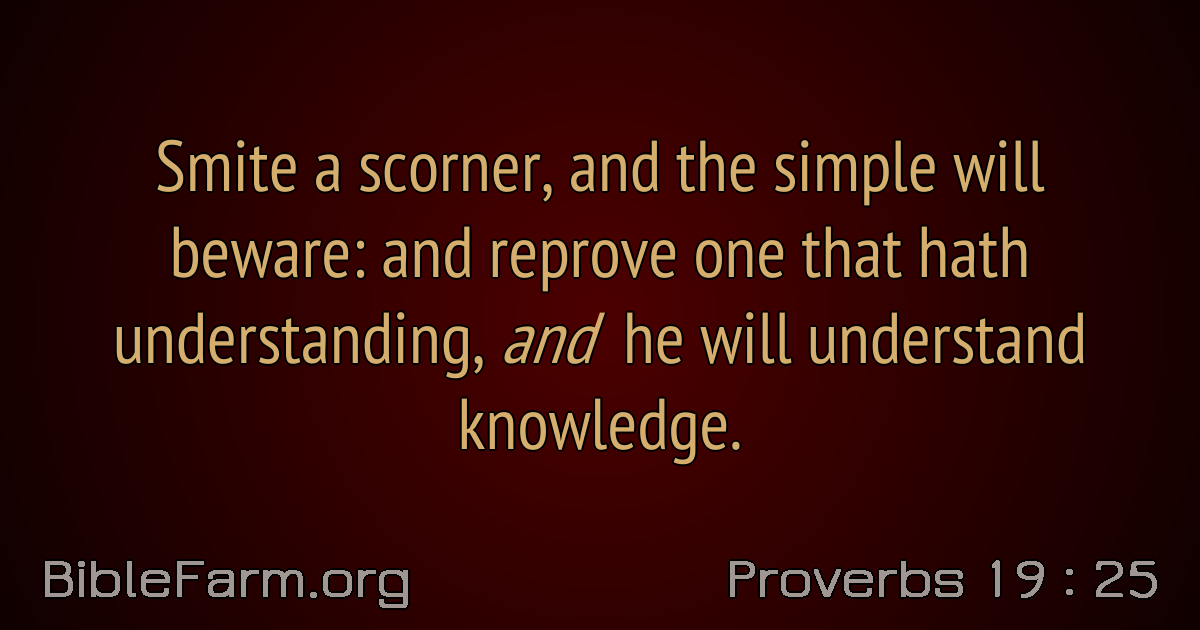 Smite a scorner, and the simple will
beware: and reprove one that hath
understanding, and he will understand
knowledge.
BibleFarm.org
Proverbs 19 : 25